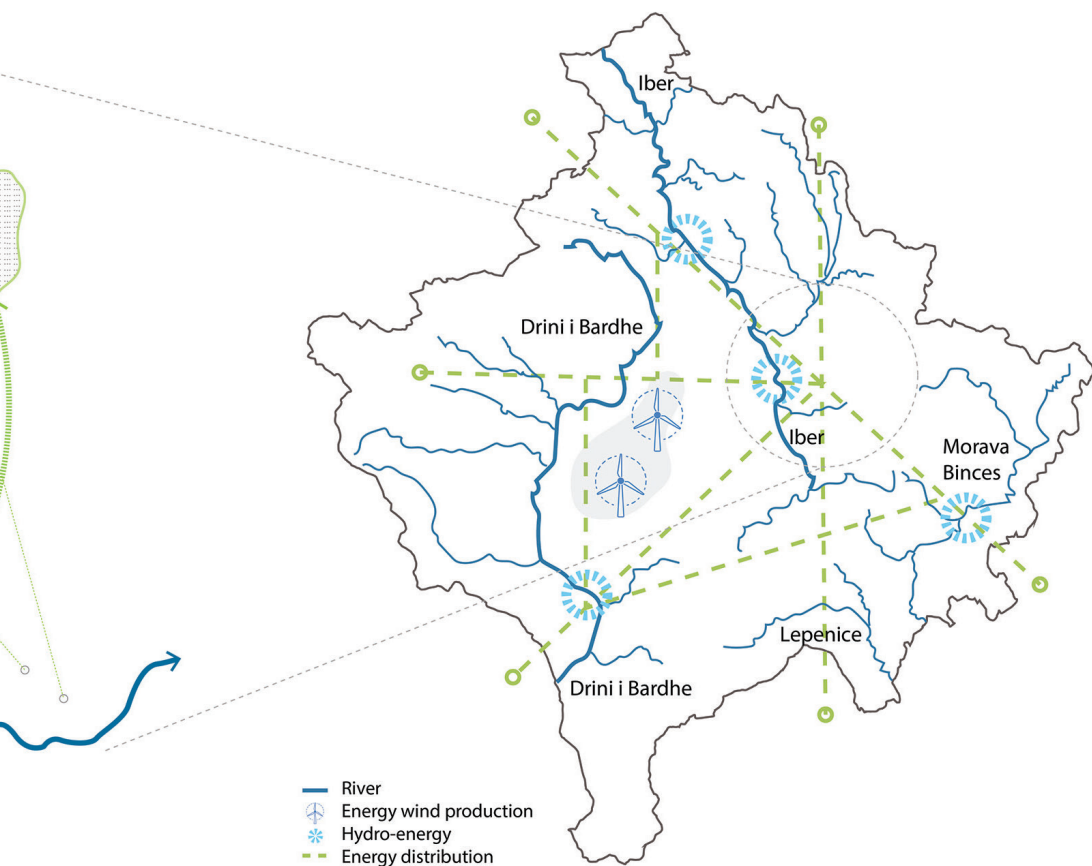 Iber
Drini i Bardhe
Iber
Morava
Binces
Lepenice
Drini i Bardhe
River
Energy wind production
Hydro-energy
Energy distribution